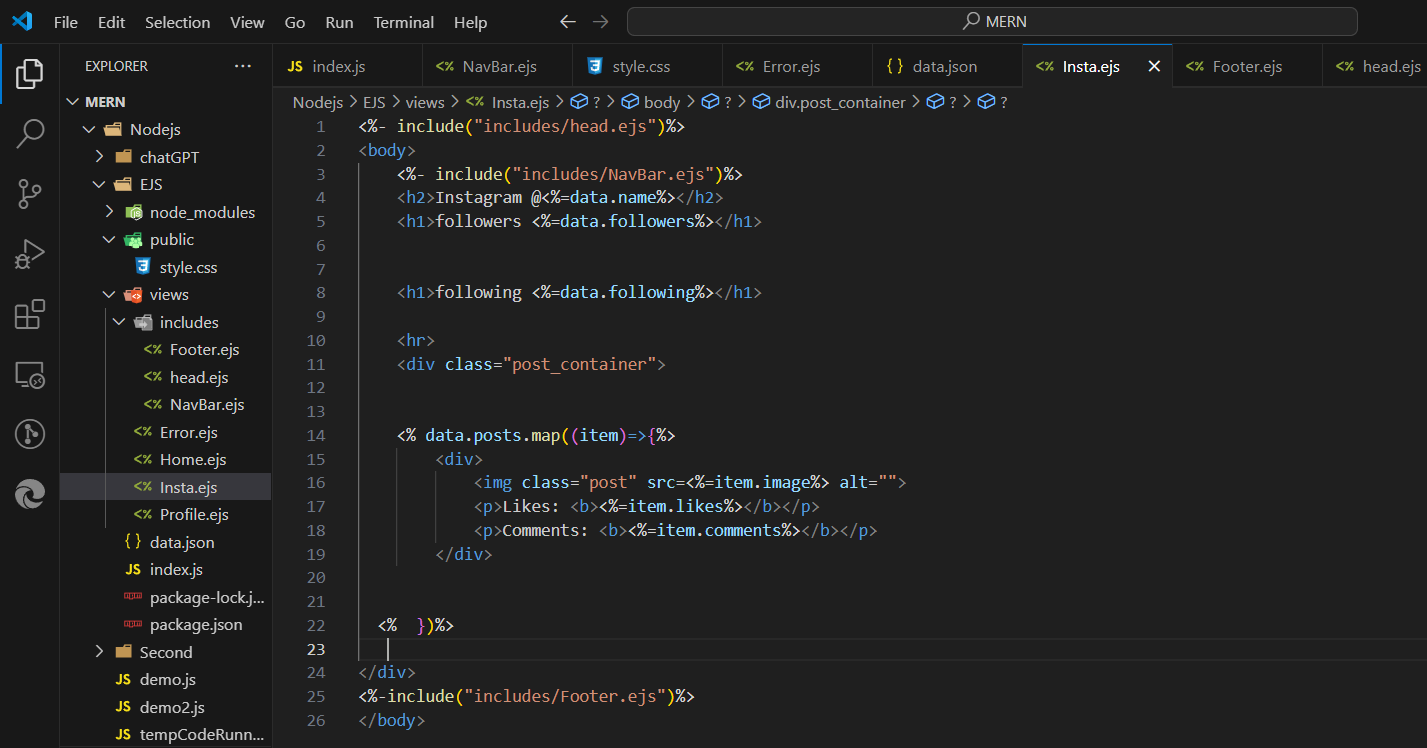 File Edit Selection View Go Run Terminal Help MERN
EXPLORER ...
JS index.js <% NavBar.ejs style.css <% Error.ejs {} data.json <% Insta.ejs <% Footer.ejs <% head.ejs
Nodejs > EJS > views > <% Insta.ejs > ? > body > ? > div.post_container > ? > ?
MERN
Nodejs
chatGPT
EJS
node_modules
public
style.css
views
includes
<% Footer.ejs
<% head.ejs
<% NavBar.ejs
<% Error.ejs
<% Home.ejs
<% Insta.ejs
<% Profile.ejs
{} data.json
JS index.js
package-lock.j...
package.json
Second
JS demo.js
JS demo2.js
JS tempCodeRunn...
1 <%- include("includes/head.ejs")%>
2 <body>
3 <%- include("includes/NavBar.ejs")%>
4 <h2>Instagram @<%=data.name%></h2>
5 <h1>followers <%=data.followers%></h1>
6
7
8 <h1>following <%=data.following%></h1>
9
10 <hr>
11 <div class="post_container">
12
13
14 <% data.posts.map((item)=>{%>
15 <div>
16 <img class="post" src=<%=item.image%> alt="">
17 <p>Likes: <b><%=item.likes%></b></p>
18 <p>Comments: <b><%=item.comments%></b></p>
19 </div>
20
21
22 <%  })%>
23
24 </div>
25 <%-include("includes/Footer.ejs")%>
26 </body>